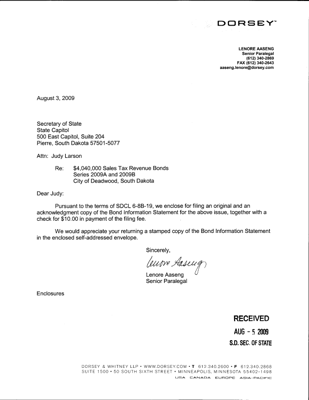 DORSEY
LENORE AASENG
Senior Paralegal
(612) 340-2889
FAX (612) 340-2643
aaseng.lenore@dorsey.com
August 3, 2009
Secretary of State
State Capitol
500 East Capitol, Suite 204
Pierre, South Dakota 57501-5077
Attn: Judy Larson
Re: $4,040,000 Sales Tax Revenue Bonds
Series 2009A and 2009B
City of Deadwood, South Dakota
Dear Judy:
Pursuant to the terms of SDCL 6-8B-19, we enclose for filing an original and an
acknowledgment copy of the Bond Information Statement for the above issue, together with a
check for $10.00 in payment of the filing fee.
We would appreciate your returning a stamped copy of the Bond Information Statement
in the enclosed self-addressed envelope.
Sincerely,
Lenore Aaseng
Lenore Aaseng
Senior Paralegal
Enclosures
RECEIVED
AUG - 5 2009
S.D. SEC. OF STATE
DORSEY & WHITNEY LLP • WWW.DORSEY.COM • T 612.340.2600 • F 612.340.2868
SUITE 1500 • 50 SOUTH SIXTH STREET • MINNEAPOLIS, MINNESOTA 55402-1498
USA CANADA EUROPE ASIA-PACIFIC